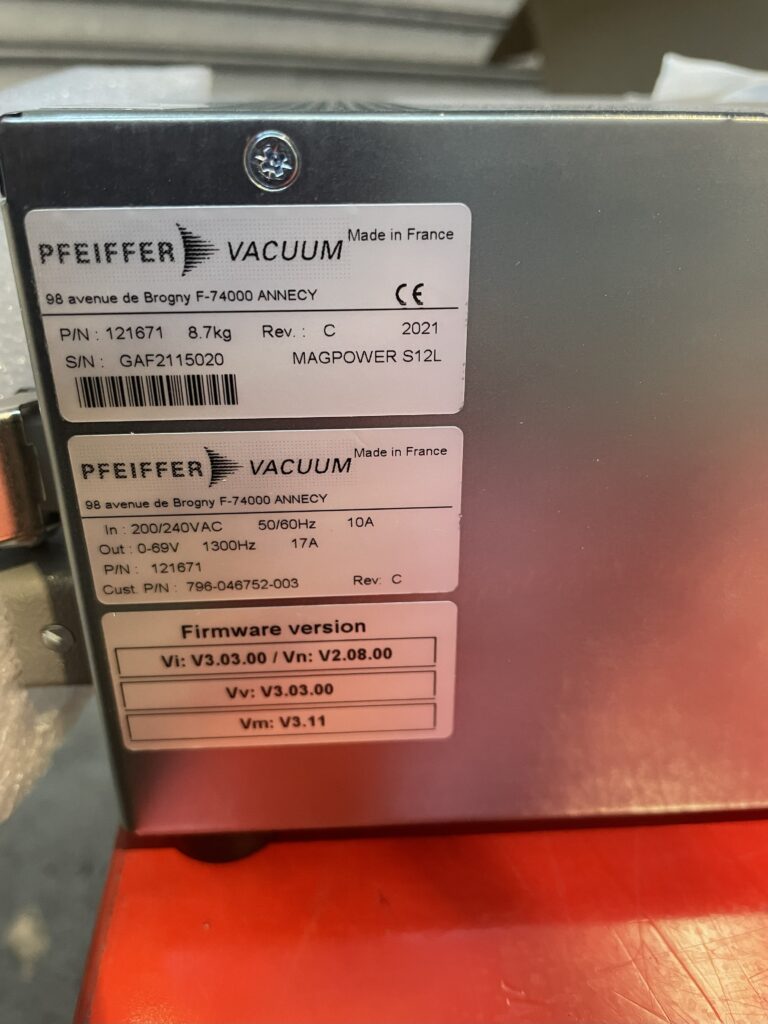 PFEIFFER VACUUM Made in France
98 avenue de Brogny F-74000 ANNECY CE
P/N : 121671 8.7kg Rev. : C 2021
S/N : GAF2115020 MAGPOWER S12L
PFEIFFER VACUUM Made in France
98 avenue de Brogny F-74000 ANNECY
In : 200/240VAC 50/60Hz 10A
Out : 0-69V 1300Hz 17A
P/N : 121671
Cust. P/N : 796-046752-003 Rev: C
Firmware version
Vi: V3.03.00 / Vn: V2.08.00
Vv: V3.03.00
Vm: V3.11